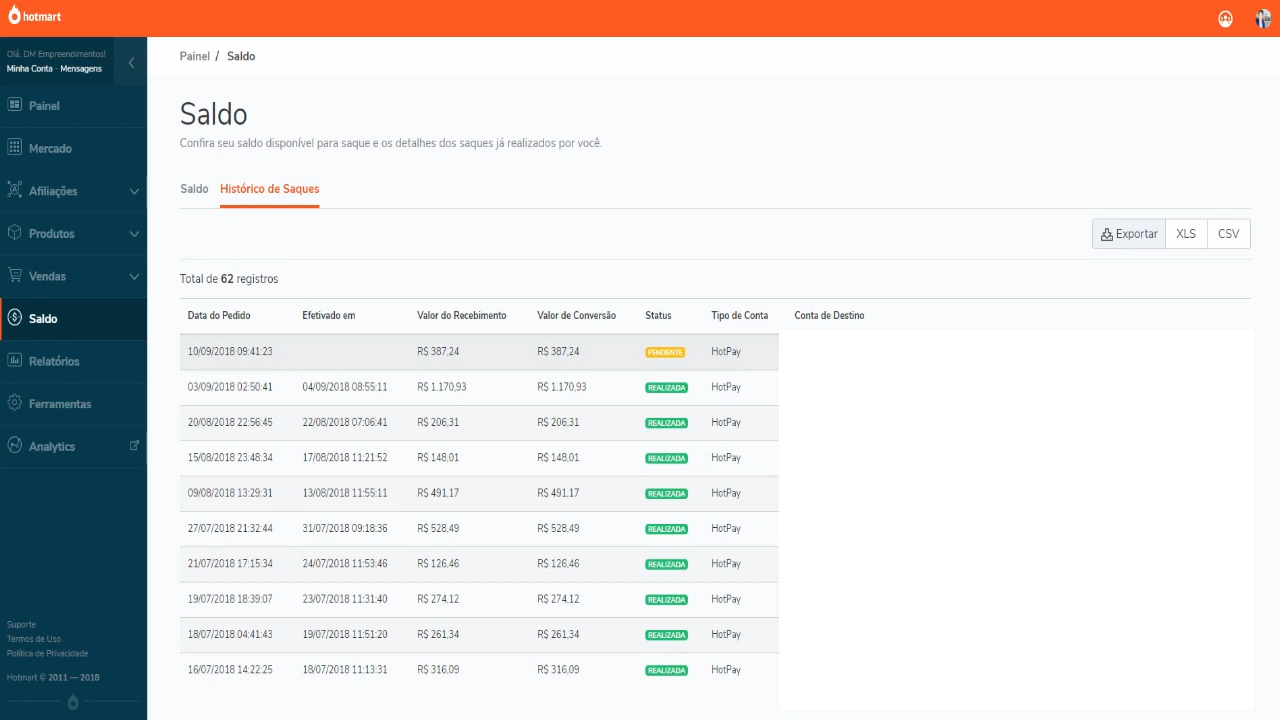 hotmart
Olá, DM Empreendimentos!
Minha Conta - Mensagens
Painel
Mercado
Afiliações
Produtos
Vendas
Saldo
Relatórios
Ferramentas
Analytics
Suporte
Termos de Uso
Política de Privacidade
Hotmart © 2011 — 2018
Painel / Saldo
Saldo
Confira seu saldo disponível para saque e os detalhes dos saques já realizados por você.
Saldo Histórico de Saques
Exportar XLS CSV
Total de 62 registros
Data do Pedido Efetivado em Valor do Recebimento Valor de Conversão Status Tipo de Conta Conta de Destino
10/09/2018 09:41:23 R$ 387,24 R$ 387,24 PENDENTE HotPay
03/09/2018 02:50:41 04/09/2018 08:55:11 R$ 1.170,93 R$ 1.170,93 REALIZADA HotPay
20/08/2018 22:56:45 22/08/2018 07:06:41 R$ 206,31 R$ 206,31 REALIZADA HotPay
15/08/2018 23:48:34 17/08/2018 11:21:52 R$ 148,01 R$ 148,01 REALIZADA HotPay
09/08/2018 13:29:31 13/08/2018 11:55:11 R$ 491,17 R$ 491,17 REALIZADA HotPay
27/07/2018 21:32:44 31/07/2018 09:18:36 R$ 528,49 R$ 528,49 REALIZADA HotPay
21/07/2018 17:15:34 24/07/2018 11:53:46 R$ 126,46 R$ 126,46 REALIZADA HotPay
19/07/2018 18:39:07 23/07/2018 11:31:40 R$ 274,12 R$ 274,12 REALIZADA HotPay
18/07/2018 04:41:43 19/07/2018 11:51:20 R$ 261,34 R$ 261,34 REALIZADA HotPay
16/07/2018 14:22:25 18/07/2018 11:13:31 R$ 316,09 R$ 316,09 REALIZADA HotPay